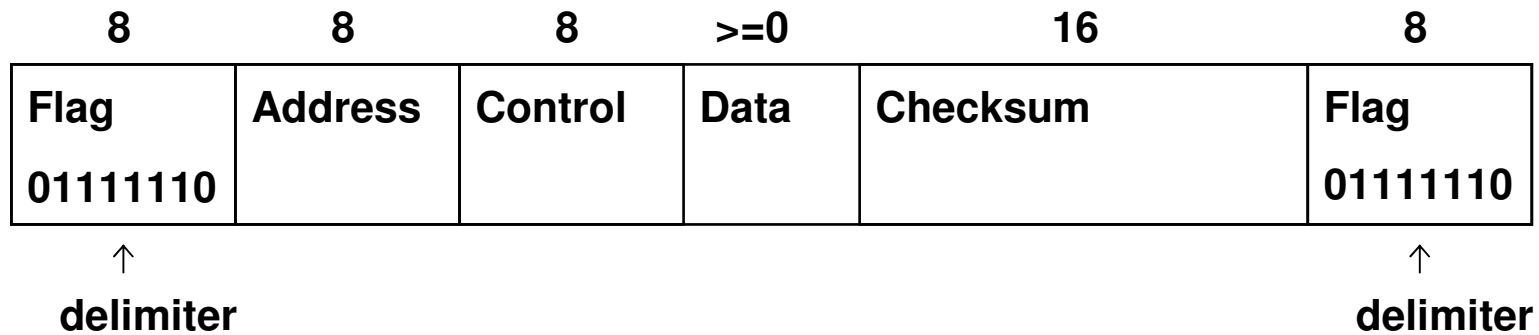 8 8 8 >=0 16 8
Flag Address Control Data Checksum Flag
01111110 01111110
↑ ↑
delimiter delimiter